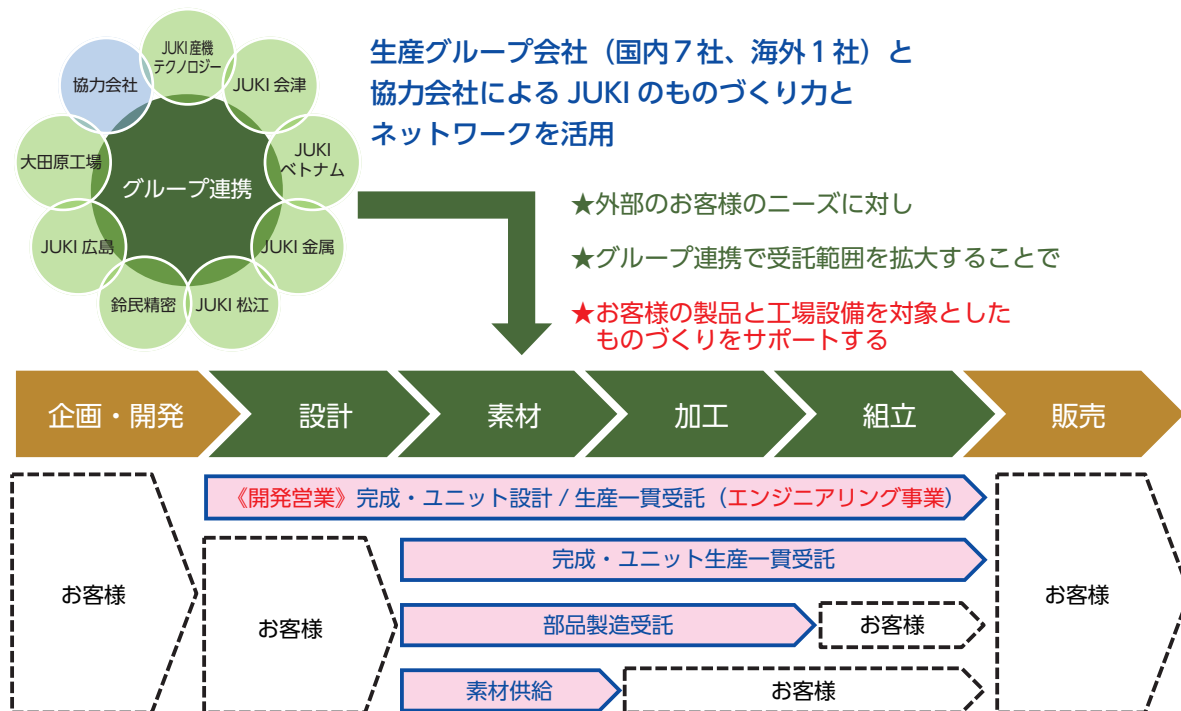 JUKI 産機
テクノロジー
協力会社
JUKI 会津
大田原工場
JUKI
ベトナム
グループ連携
JUKI 広島
JUKI 金属
鈴民精密
JUKI 松江
生産グループ会社（国内７社、海外１社）と
協力会社による JUKI のものづくり力と
ネットワークを活用
★外部のお客様のニーズに対し
★グループ連携で受託範囲を拡大することで
★お客様の製品と工場設備を対象とした
ものづくりをサポートする
企画・開発
設計
素材
加工
組立
販売
《開発営業》完成・ユニット設計 / 生産一貫受託（エンジニアリング事業）
完成・ユニット生産一貫受託
お客様
お客様
お客様
部品製造受託
お客様
素材供給
お客様